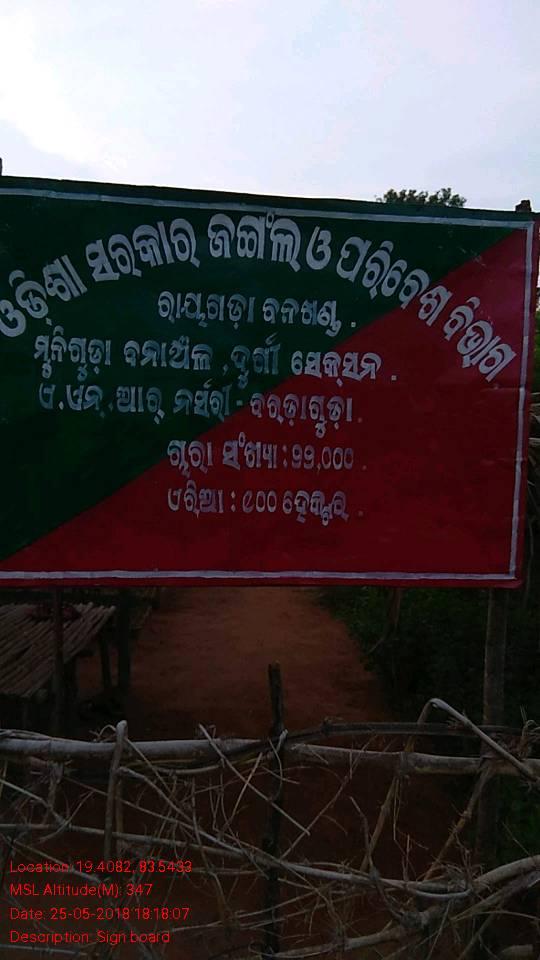 ଓଡ଼ିଶା ସରକାର ଜଙ୍ଗଲ ଓ ପରିବେଶ ବିଭାଗ
ରାୟଗଡ଼ା ବନଖଣ୍ଡ.
ମୁନିଗୁଡ଼ା ବନାଞ୍ଚଳ, ଦୁର୍ଗୀ ସେକ୍ସନ.
ଏ.ଏନ୍.ଆର୍ ନର୍ସରୀ - ବରଡ଼ାଗୁଡ଼ା.
ଚାରା ସଂଖ୍ୟା : ୨୨,୦୦୦.
ଏରିଆ : ୧୦୦ ହେକ୍ଟର.
Location: 19.4082, 83.5433
MSL Altitude(M): 347
Date: 25-05-2018 18:18:07
Description: Sign board